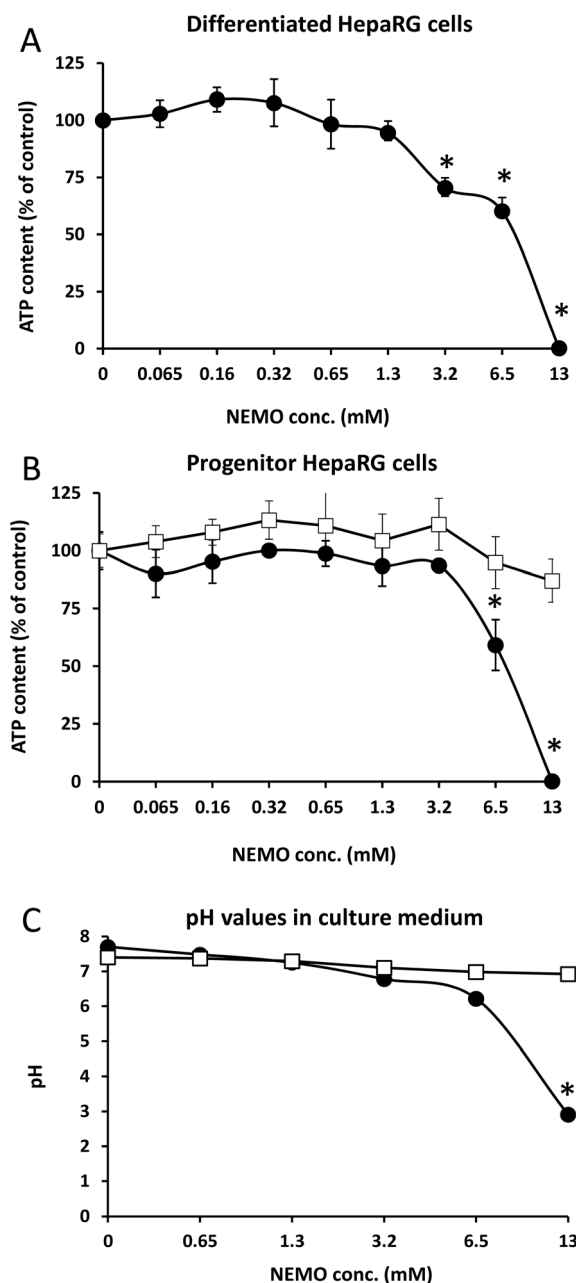 A
Differentiated HepaRG cells
ATP content (% of control)
125
100
75
50
25
0
* * *
0 0.065 0.16 0.32 0.65 1.3 3.2 6.5 13
NEMO conc. (mM)
B
Progenitor HepaRG cells
ATP content (% of control)
125
100
75
50
25
0
* *
0 0.065 0.16 0.32 0.65 1.3 3.2 6.5 13
NEMO conc. (mM)
C
pH values in culture medium
pH
8
7
6
5
4
3
2
1
0
*
0 0.65 1.3 3.2 6.5 13
NEMO conc. (mM)